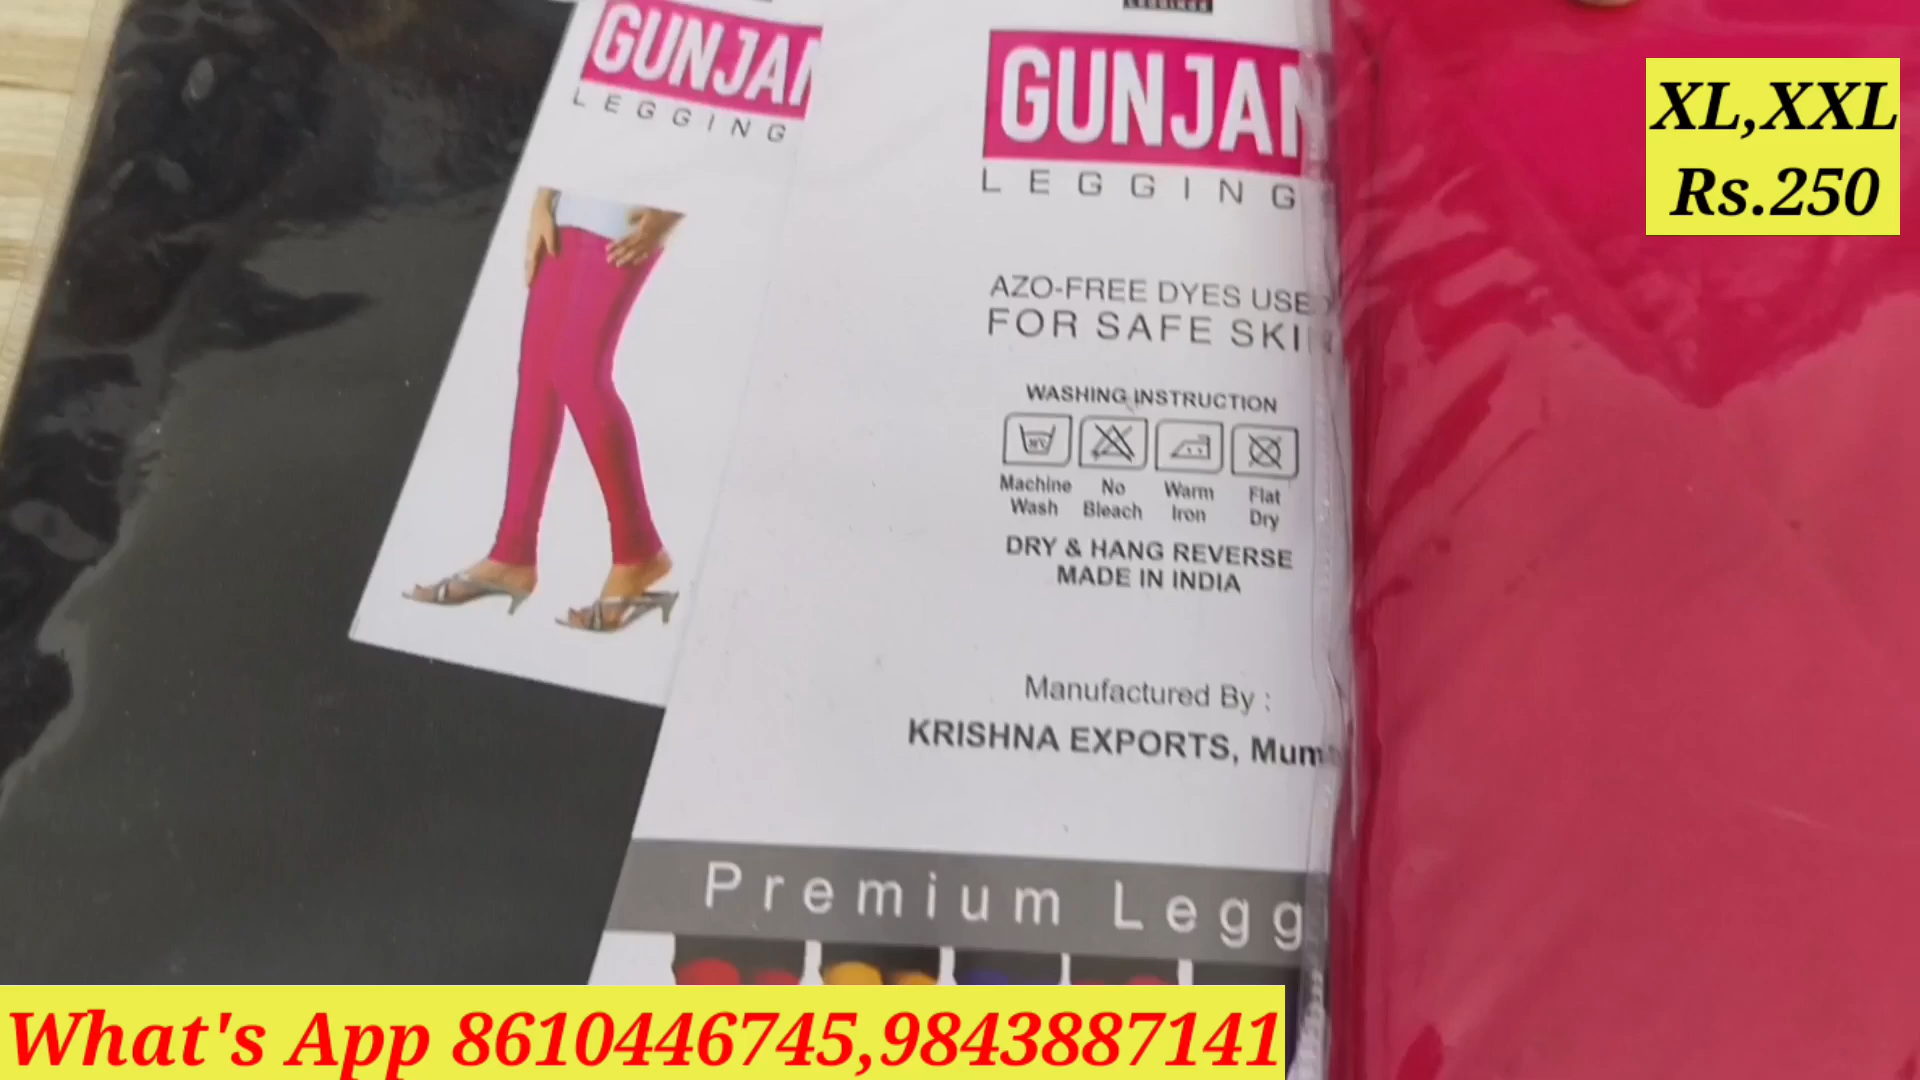 GUNJAN
LEGGING
GUNJAN
LEGGING
AZO-FREE DYES USE
FOR SAFE SKI
WASHING INSTRUCTION
Machine Wash
No Bleach
Warm Iron
Flat Dry
DRY & HANG REVERSE
MADE IN INDIA
Manufactured By :
KRISHNA EXPORTS, Mum
Premium Legg
XL,XXL
Rs.250
What's App 8610446745,9843887141